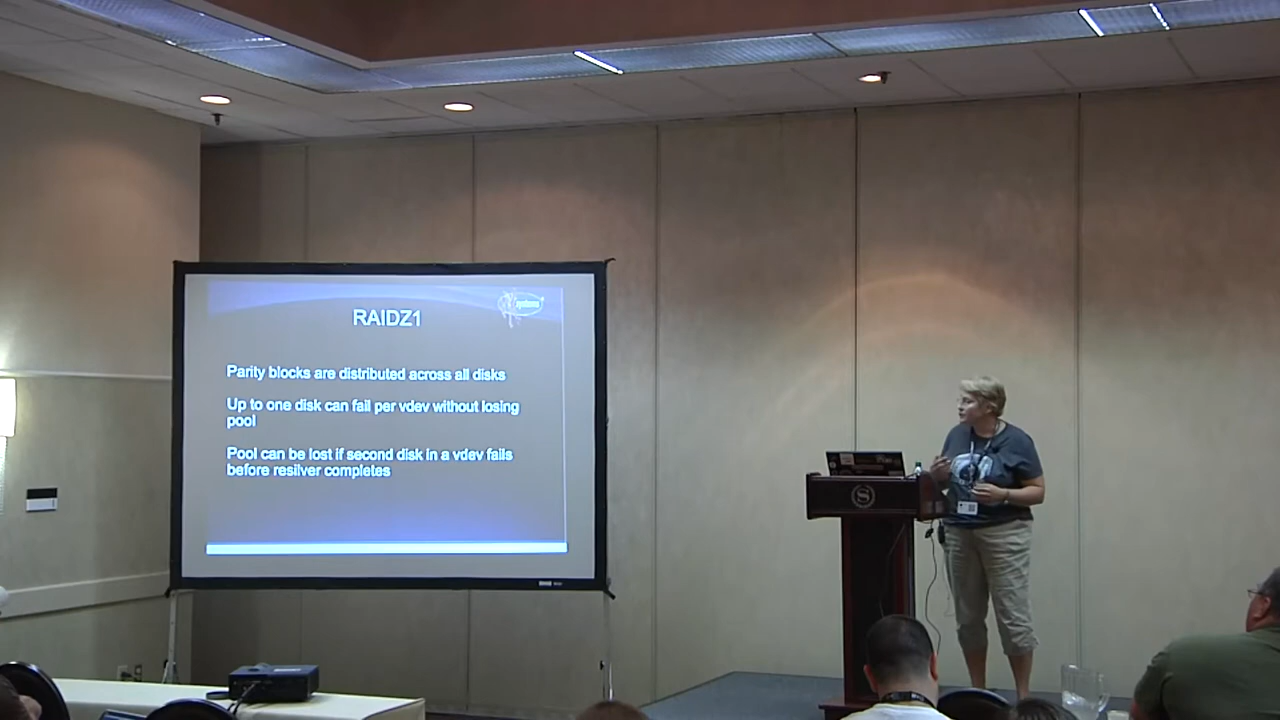 RAIDZ1
Parity blocks are distributed across all disks
Up to one disk can fail per vdev without losing
pool
Pool can be lost if second disk in a vdev fails
before resilver completes
S